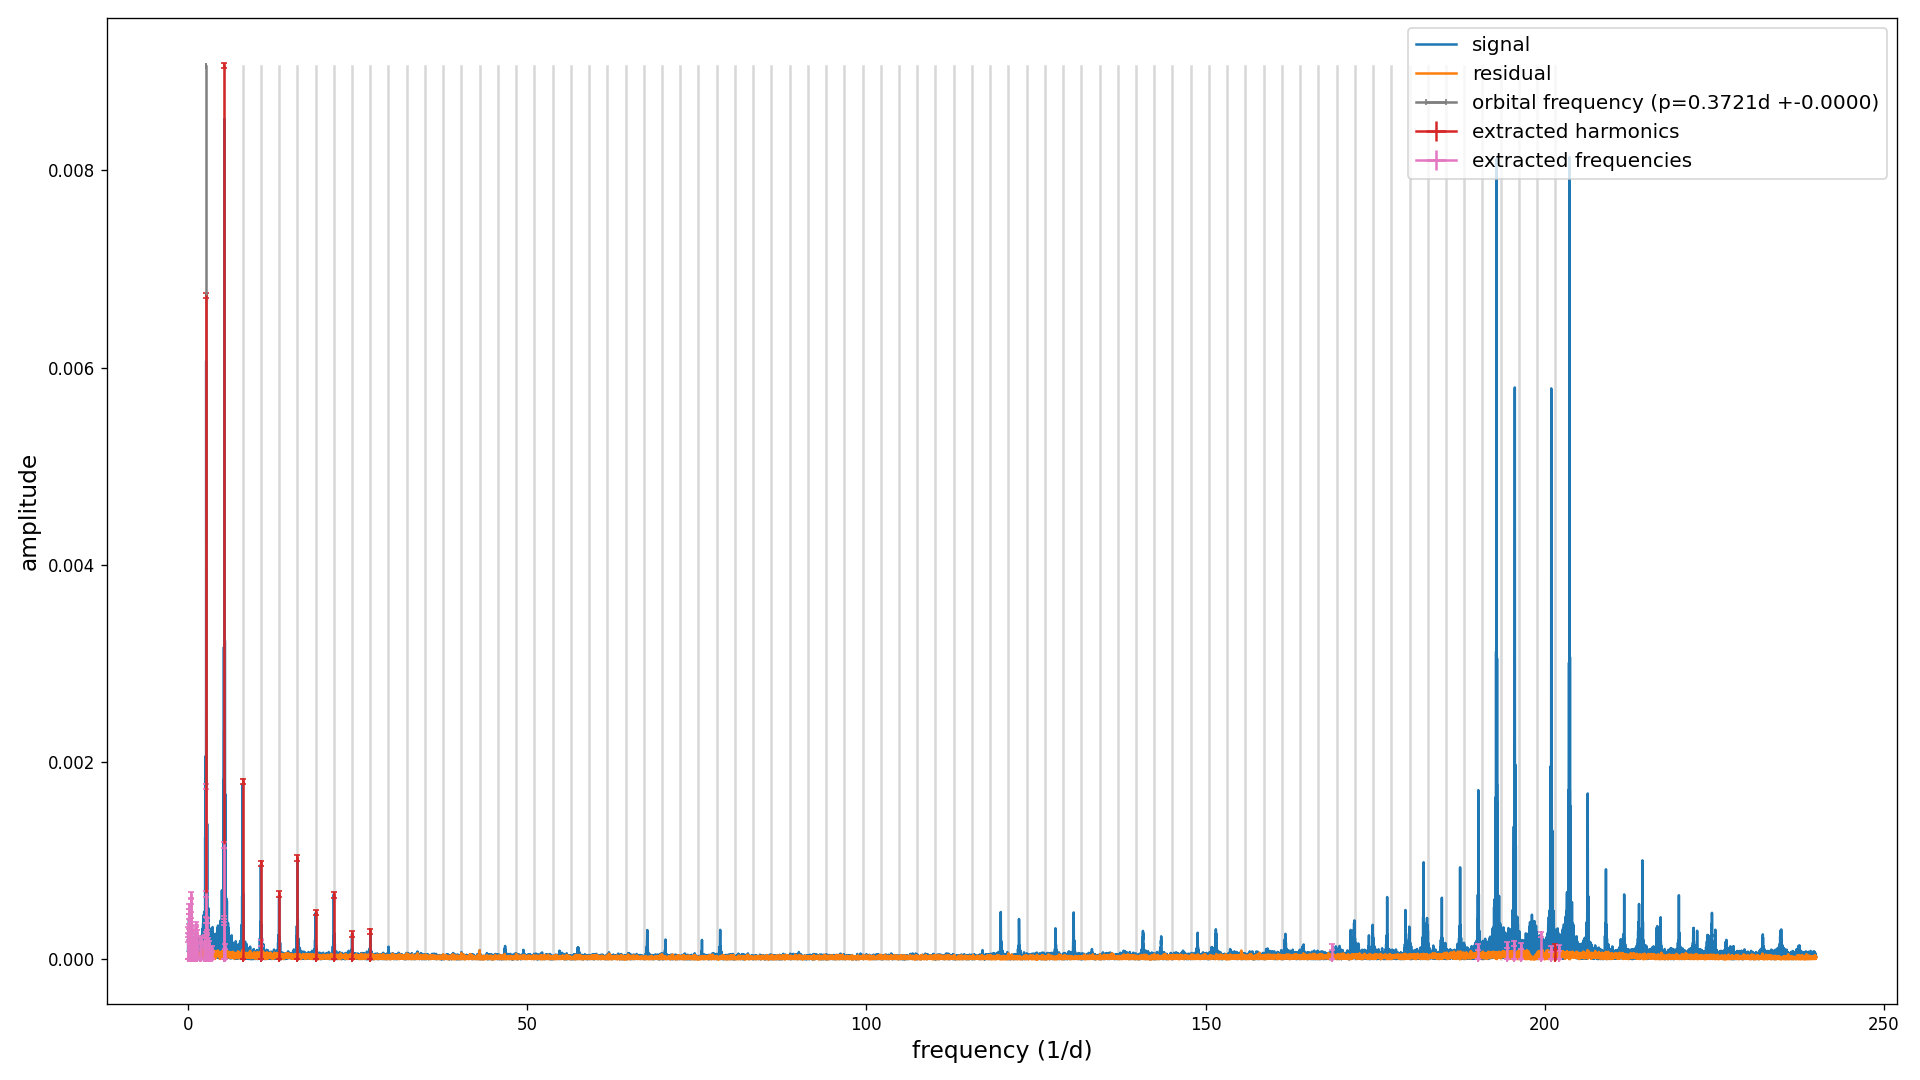 signal
residual
orbital frequency (p=0.3721d +-0.0000)
extracted harmonics
extracted frequencies
amplitude
0.008
0.006
0.004
0.002
0.000
0
50
100
150
200
250
frequency (1/d)